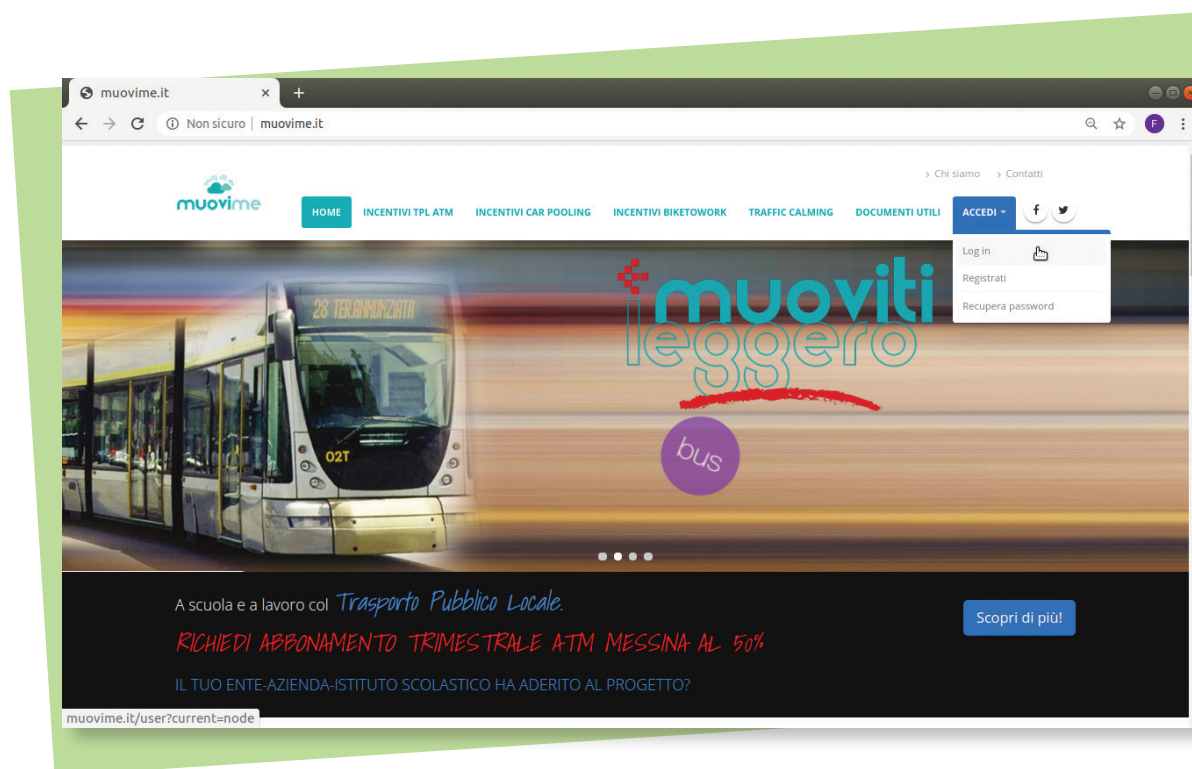 muovime.it
Non sicuro | muovime.it
F
Chi siamo Contatti
muovime
HOME INCENTIVI TPL ATM INCENTIVI CAR POOLING INCENTIVI BIKETOWORK TRAFFIC CALMING DOCUMENTI UTILI ACCEDI
Log in
Registrati
Recupera password
28 TER.ANNUNZIATA
muoviti
leggero
bus
02T
A scuola e a lavoro col Trasporto Pubblico Locale.
Scopri di più!
RICHIEDI ABBONAMENTO TRIMESTRALE ATM MESSINA AL 50%
IL TUO ENTE-AZIENDA-ISTITUTO SCOLASTICO HA ADERITO AL PROGETTO?
muovime.it/user?current=node